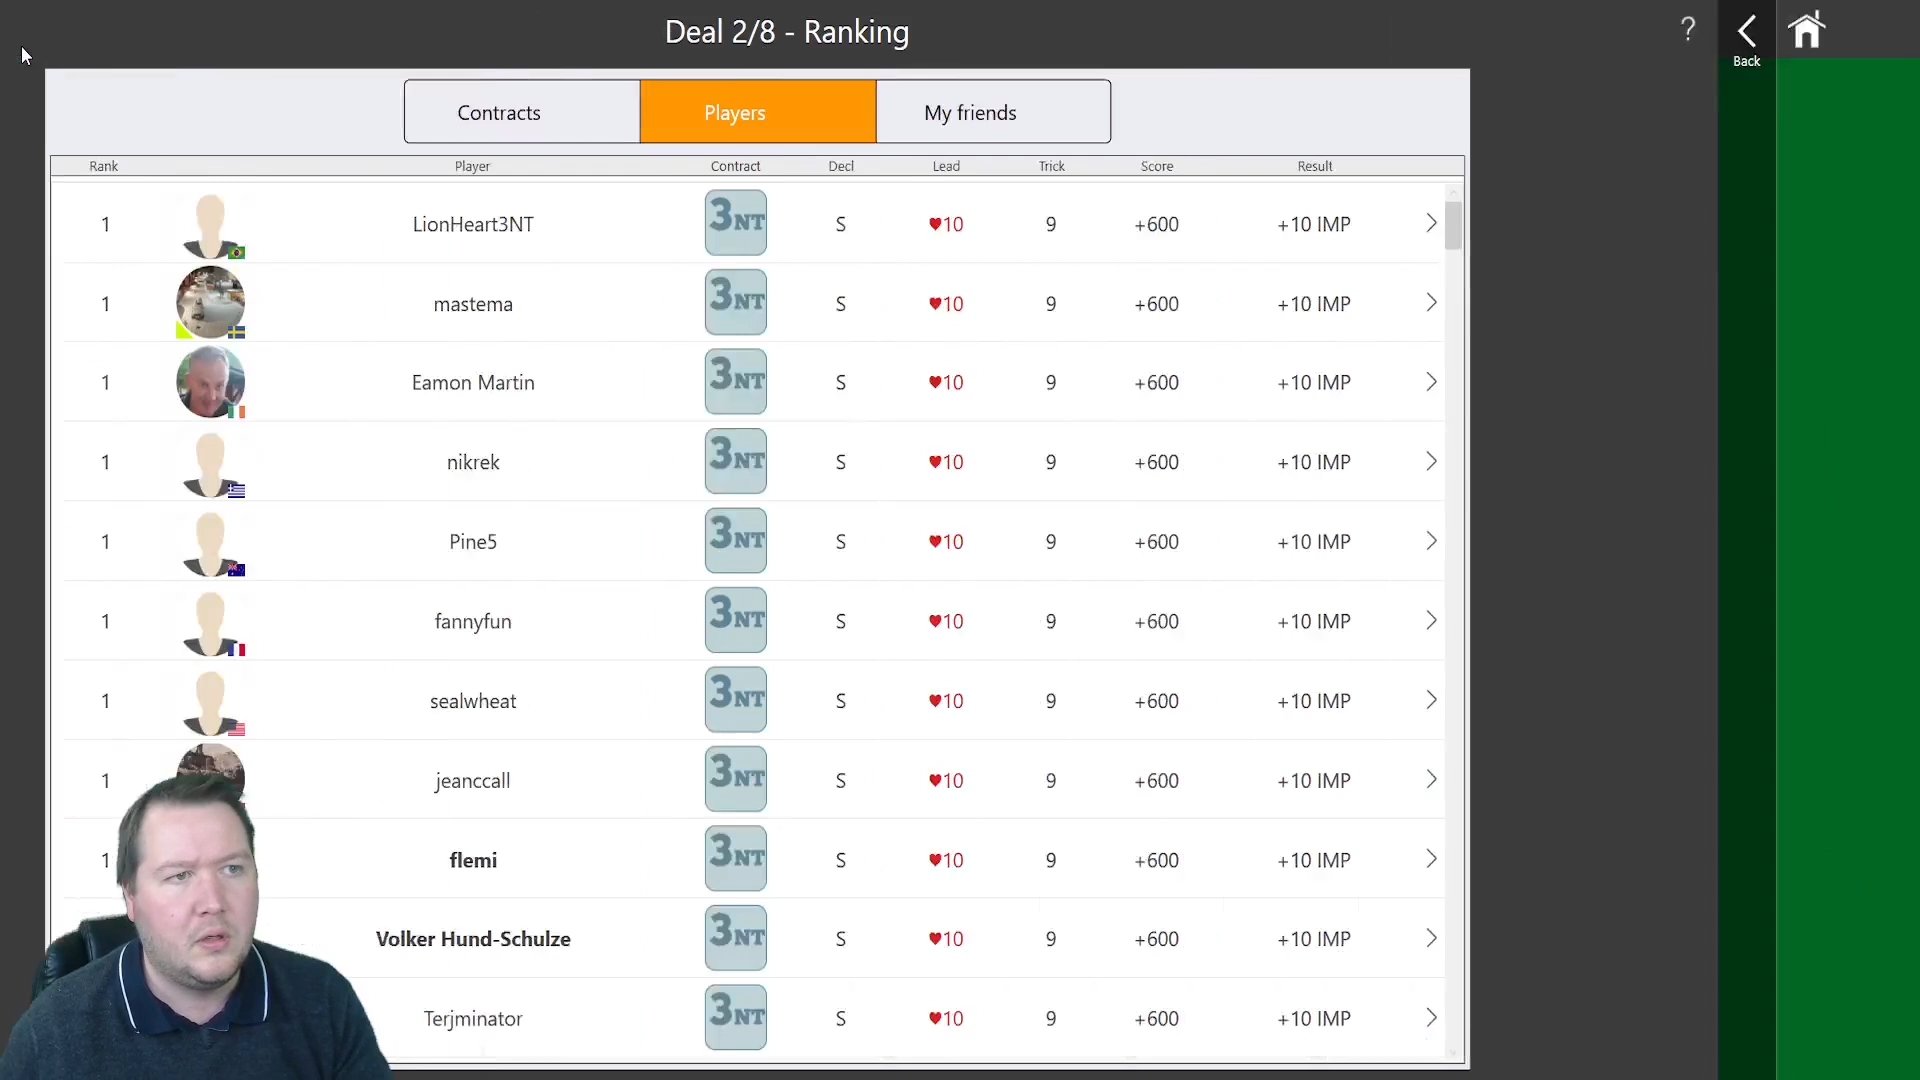 Deal 2/8 - Ranking
?
Back
Contracts Players My friends
Rank Player Contract Decl Lead Trick Score Result
1 LionHeart3NT 3NT S ♥10 9 +600 +10 IMP
1 mastema 3NT S ♥10 9 +600 +10 IMP
1 Eamon Martin 3NT S ♥10 9 +600 +10 IMP
1 nikrek 3NT S ♥10 9 +600 +10 IMP
1 Pine5 3NT S ♥10 9 +600 +10 IMP
1 fannyfun 3NT S ♥10 9 +600 +10 IMP
1 sealwheat 3NT S ♥10 9 +600 +10 IMP
1 jeanccall 3NT S ♥10 9 +600 +10 IMP
1 flemi 3NT S ♥10 9 +600 +10 IMP
Volker Hund-Schulze 3NT S ♥10 9 +600 +10 IMP
Terjminator 3NT S ♥10 9 +600 +10 IMP